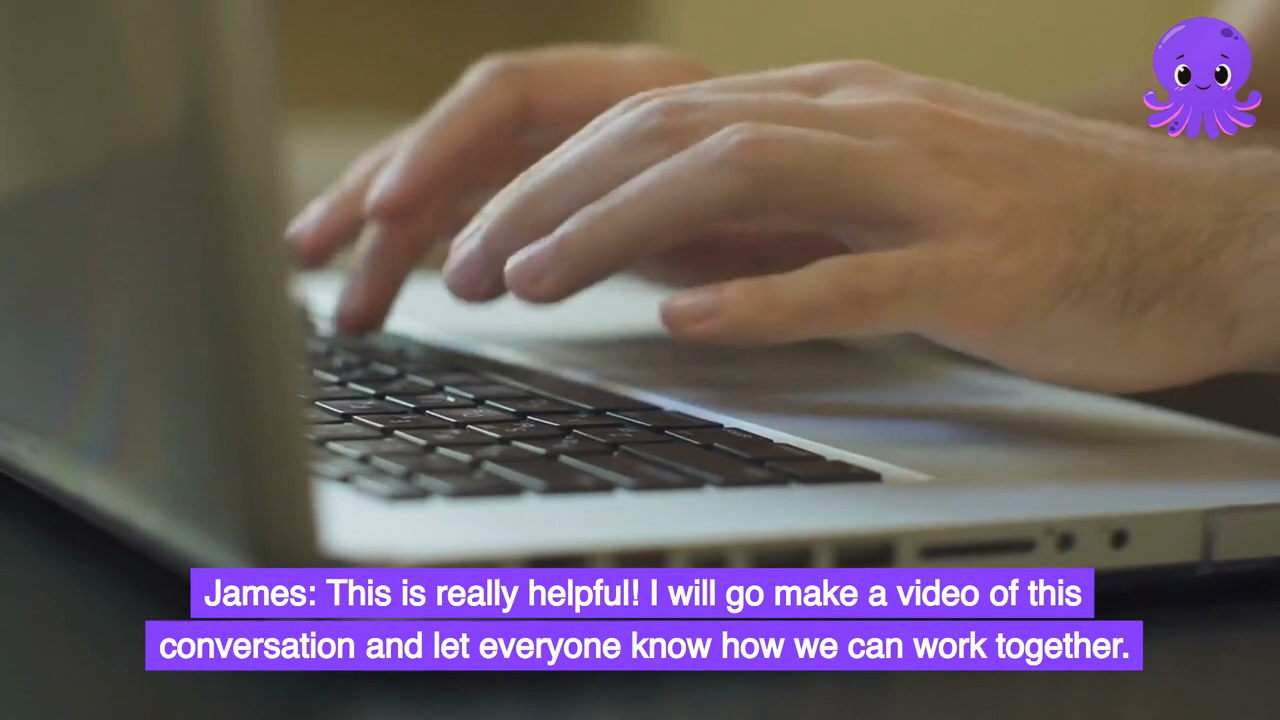 James: This is really helpful! I will go make a video of this
conversation and let everyone know how we can work together.